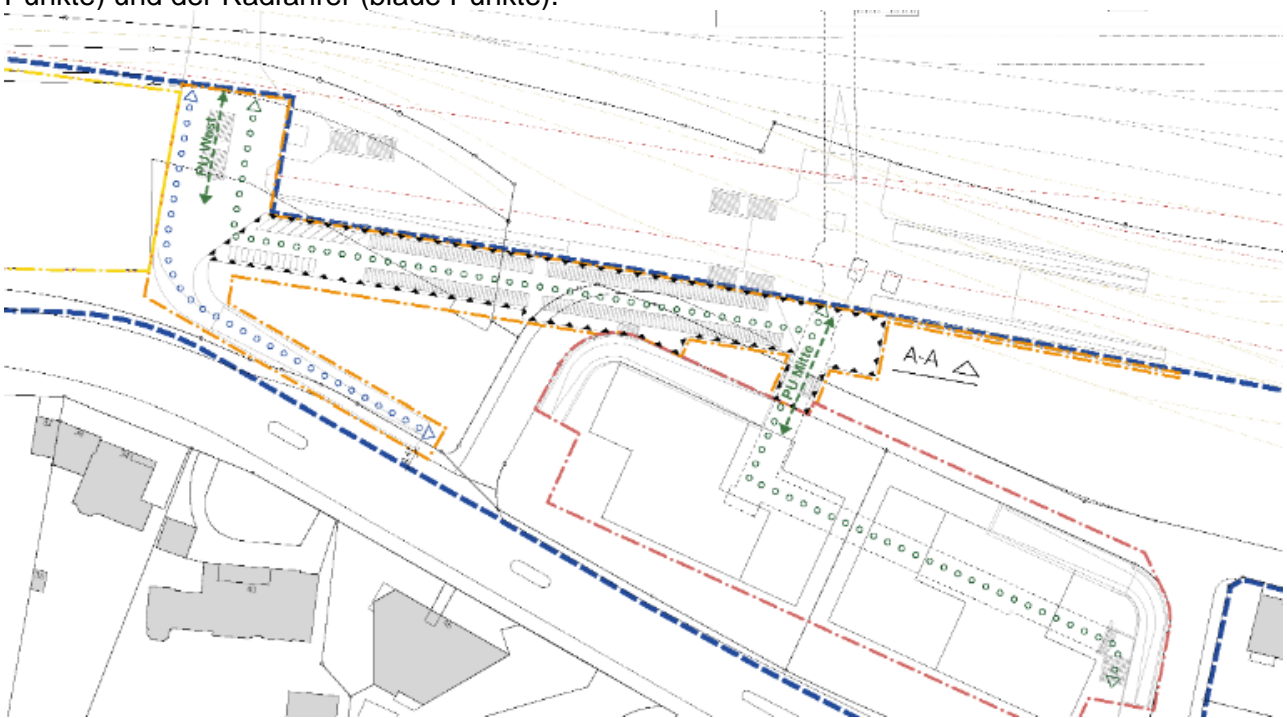 Punkte) und der Radfahrer (blaue Punkte).
PU West
PU Mitte
A-A